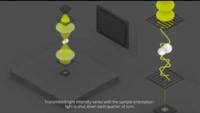 Transmitted light intensity varies with the sample orientation :
light is shut down each quarter of turn.